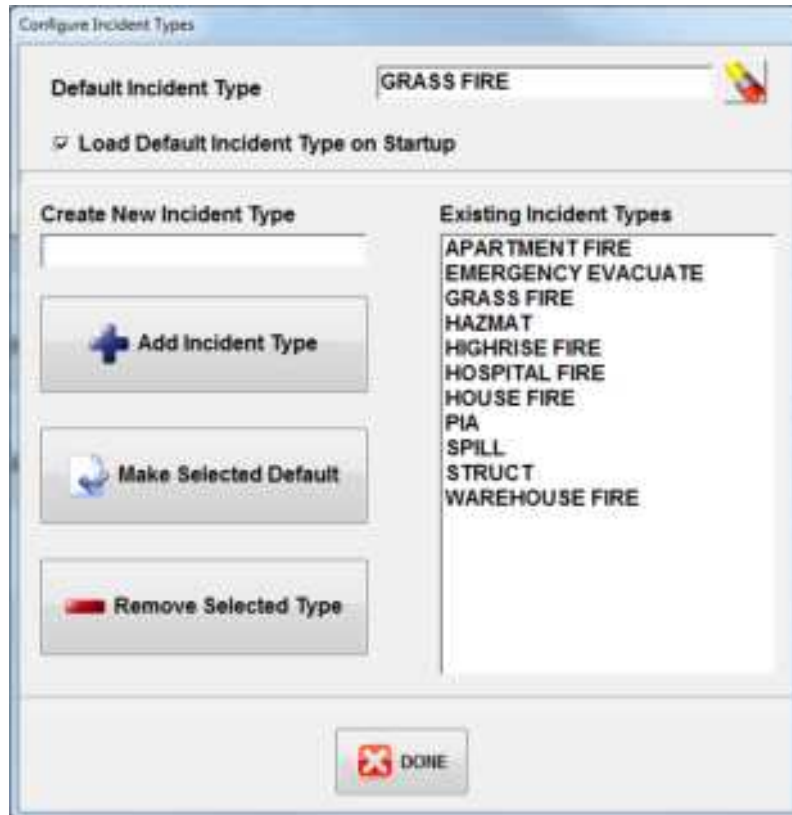 Configure Incident Types
Default Incident Type
GRASS FIRE
Load Default Incident Type on Startup
Create New Incident Type
Add Incident Type
Make Selected Default
Remove Selected Type
Existing Incident Types
APARTMENT FIRE
EMERGENCY EVACUATE
GRASS FIRE
HAZMAT
HIGHRISE FIRE
HOSPITAL FIRE
HOUSE FIRE
PIA
SPILL
STRUCT
WAREHOUSE FIRE
DONE